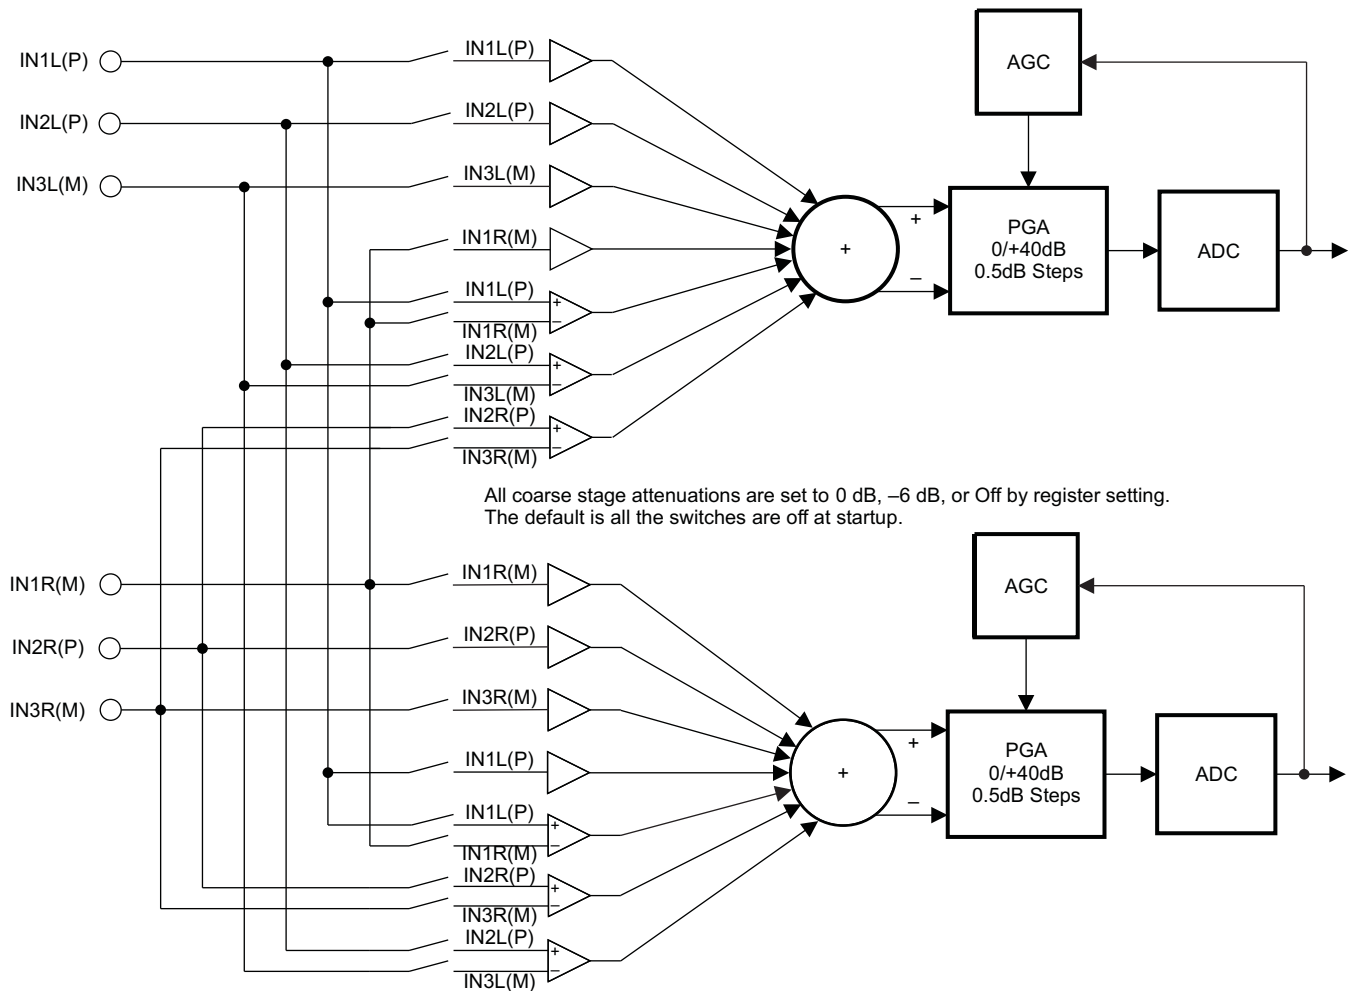 IN1L(P)
IN1L(P)
AGC
IN2L(P)
IN2L(P)
IN3L(M)
IN3L(M)
IN1R(M)
+
+
–
PGA
0/+40dB
0.5dB Steps
ADC
IN1L(P)
+
–
IN1R(M)
IN2L(P)
+
–
IN3L(M)
IN2R(P)
+
–
IN3R(M)
All coarse stage attenuations are set to 0 dB, –6 dB, or Off by register setting.
The default is all the switches are off at startup.
IN1R(M)
IN1R(M)
AGC
IN2R(P)
IN2R(P)
IN3R(M)
IN3R(M)
IN1L(P)
+
+
–
PGA
0/+40dB
0.5dB Steps
ADC
IN1L(P)
+
–
IN1R(M)
IN2R(P)
+
–
IN3R(M)
IN2L(P)
+
–
IN3L(M)